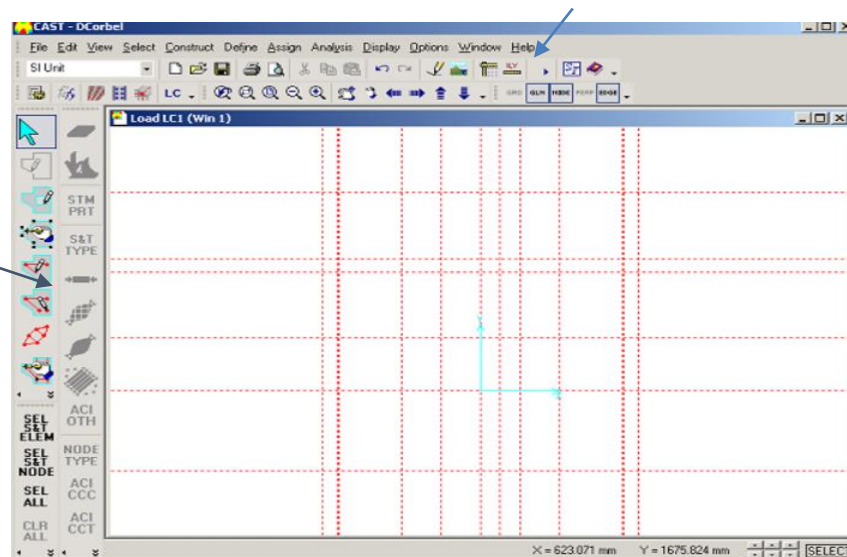 CAST - DCorbel
File Edit View Select Construct Define Assign Analysis Display Options Window Help
SI Unit
LC
GRD GLN NODE PERP EDGE
Load LC1 (Win 1)
STM
PRT
S&T
TYPE
ACI
OTH
NODE
TYPE
ACI
CCC
ACI
CCT
SEL
S&T
ELEM
SEL
S&T
NODE
SEL
ALL
CLR
ALL
X = 623.071 mm Y = 1675.824 mm SELEC